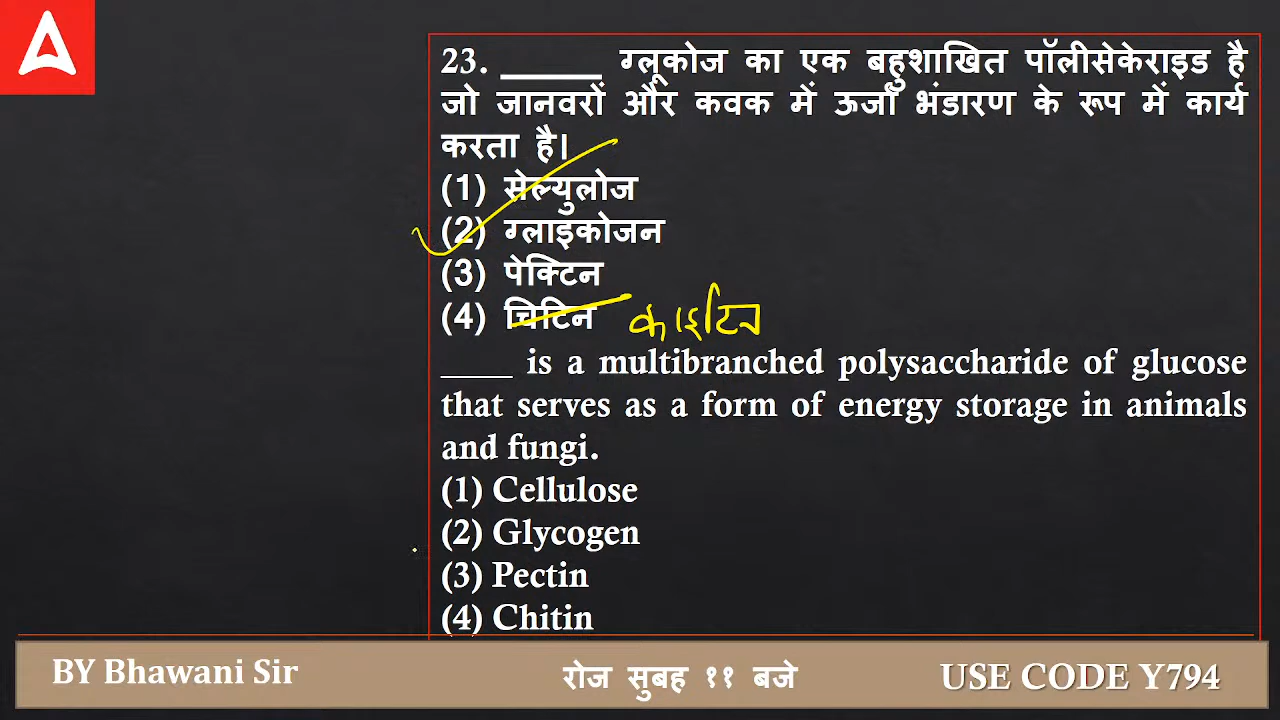 23. ______ ग्लूकोज का एक बहुशाखित पॉलीसेकेराइड है
जो जानवरों और कवक में ऊर्जा भंडारण के रूप में कार्य
करता है।
(1) सेल्युलोज
(2) ग्लाइकोजन
(3) पेक्टिन
(4) चिटिन काइटिन
____ is a multibranched polysaccharide of glucose
that serves as a form of energy storage in animals
and fungi.
(1) Cellulose
(2) Glycogen
(3) Pectin
(4) Chitin
BY Bhawani Sir रोज सुबह ११ बजे USE CODE Y794